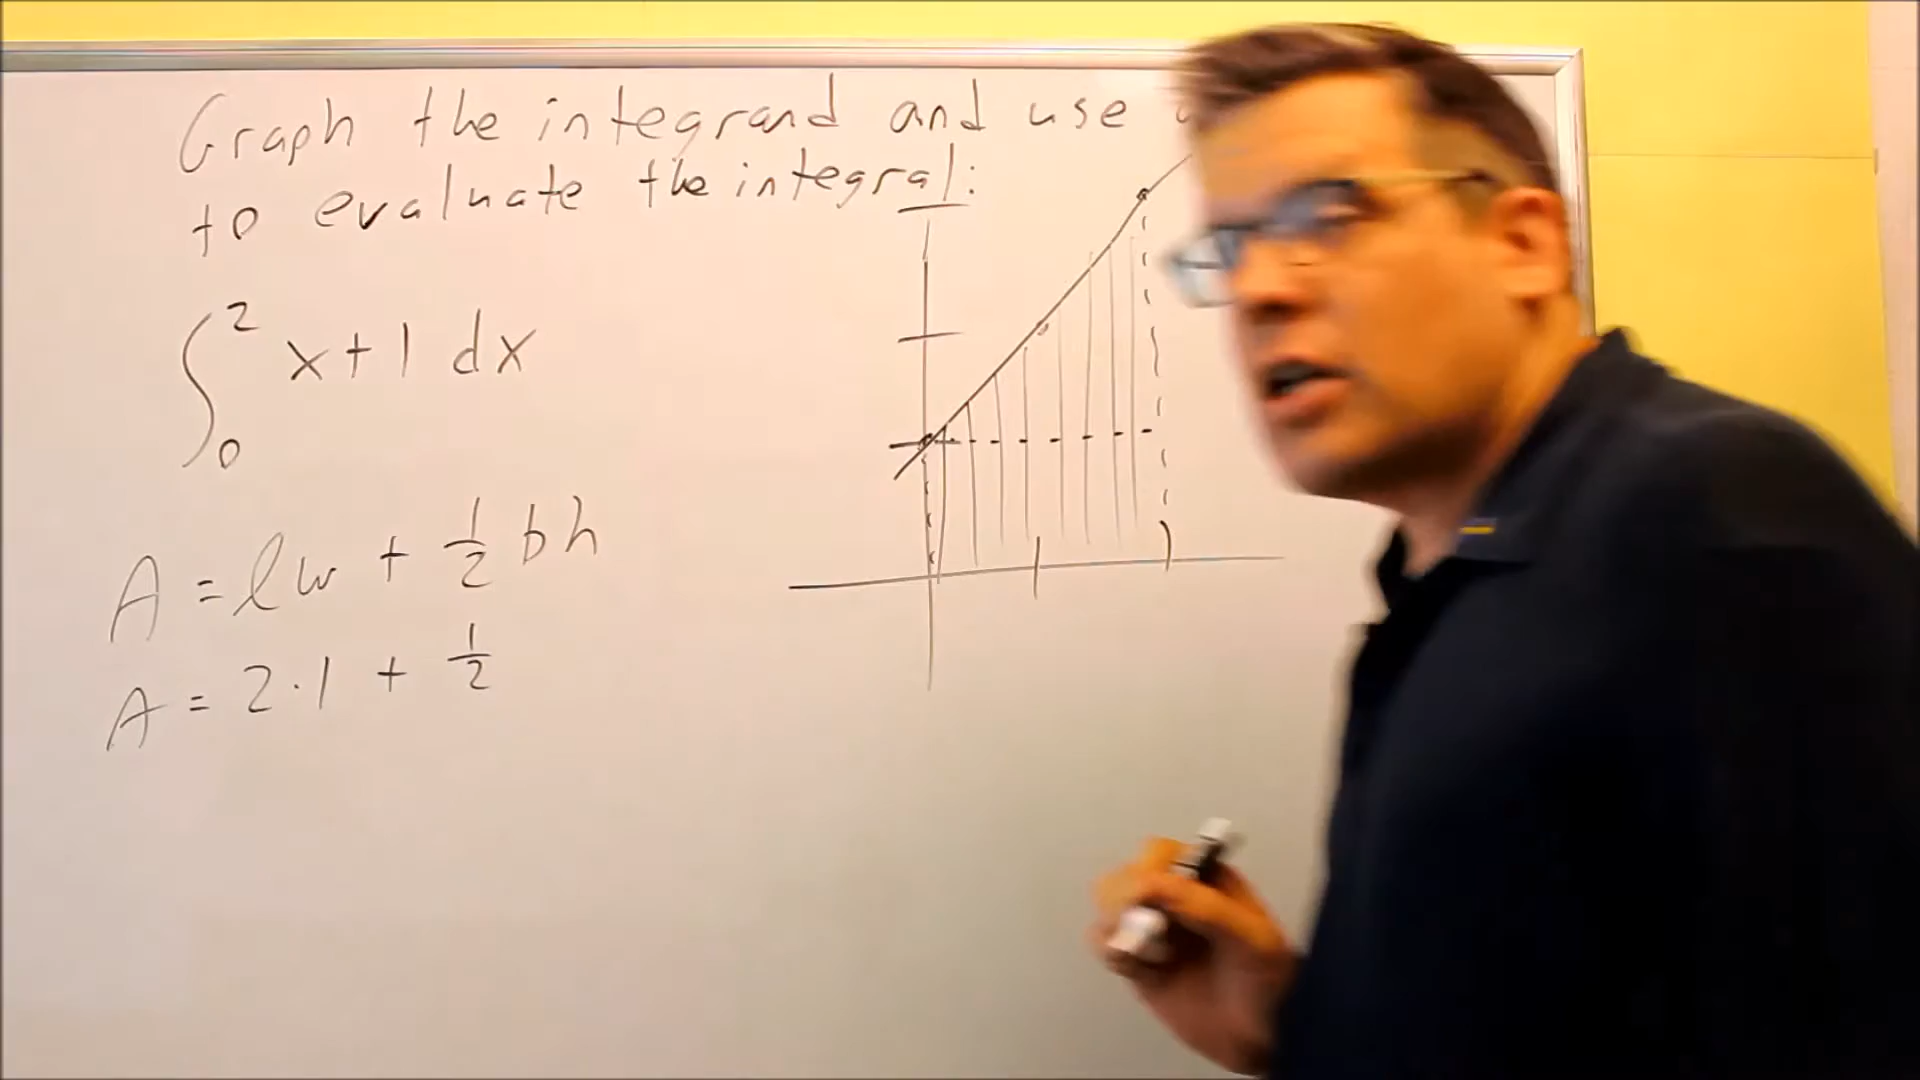 Graph the integrand and use
to evaluate the integral:
∫₀² x+1 dx
A = lw + ½ bh
A = 2·1 + ½